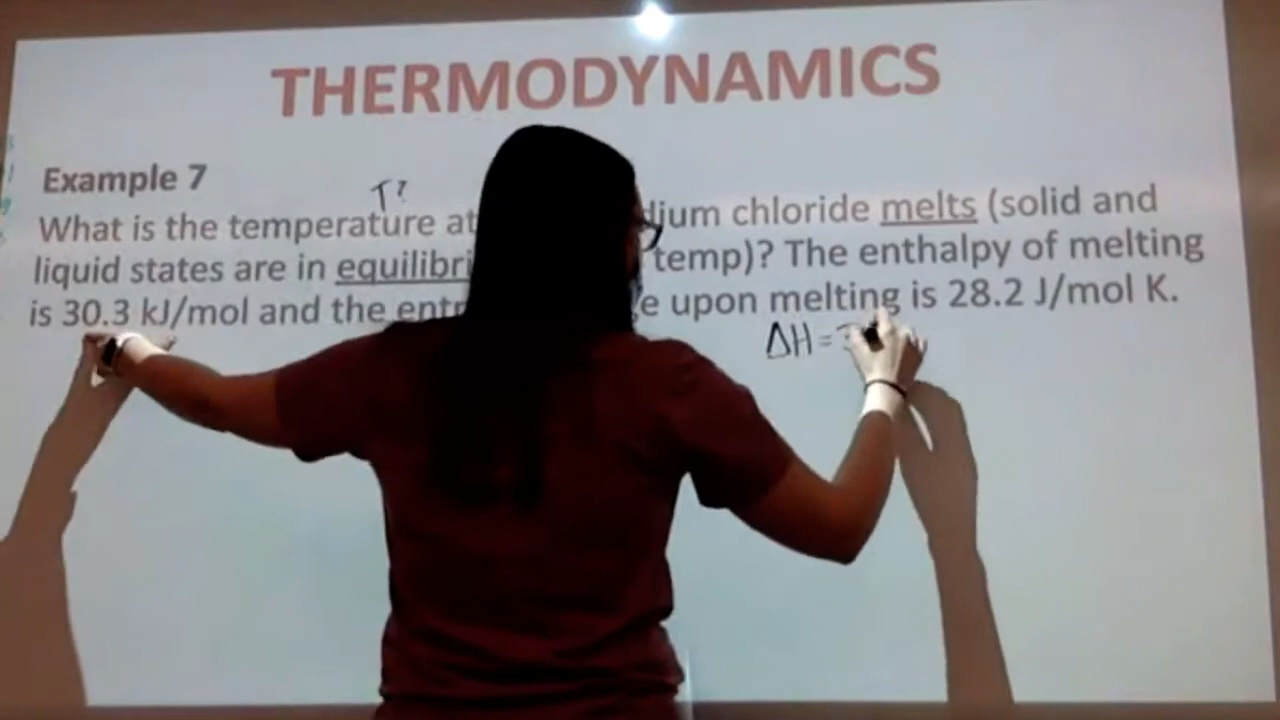 THERMODYNAMICS
Example 7
T?
What is the temperature at dium chloride melts (solid and
liquid states are in equilibri temp)? The enthalpy of melting
is 30.3 kJ/mol and the entr e upon melting is 28.2 J/mol K.
ΔH=